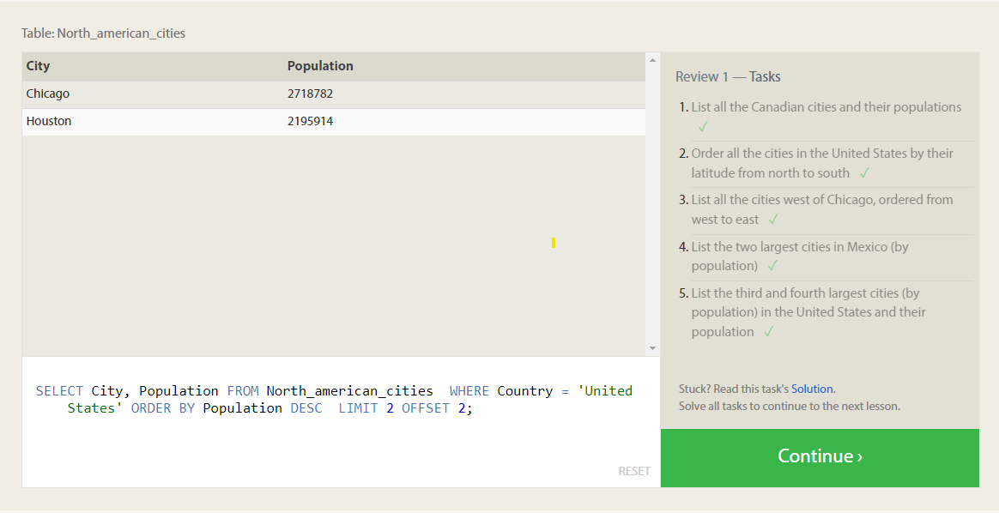 Table: North_american_cities
City Population
Chicago 2718782
Houston 2195914
SELECT City, Population FROM North_american_cities  WHERE Country = 'United
States' ORDER BY Population DESC  LIMIT 2 OFFSET 2;
RESET
Review 1 — Tasks
1. List all the Canadian cities and their populations
✓
2. Order all the cities in the United States by their
latitude from north to south ✓
3. List all the cities west of Chicago, ordered from
west to east ✓
4. List the two largest cities in Mexico (by
population) ✓
5. List the third and fourth largest cities (by
population) in the United States and their
population ✓
Stuck? Read this task's Solution.
Solve all tasks to continue to the next lesson.
Continue ›